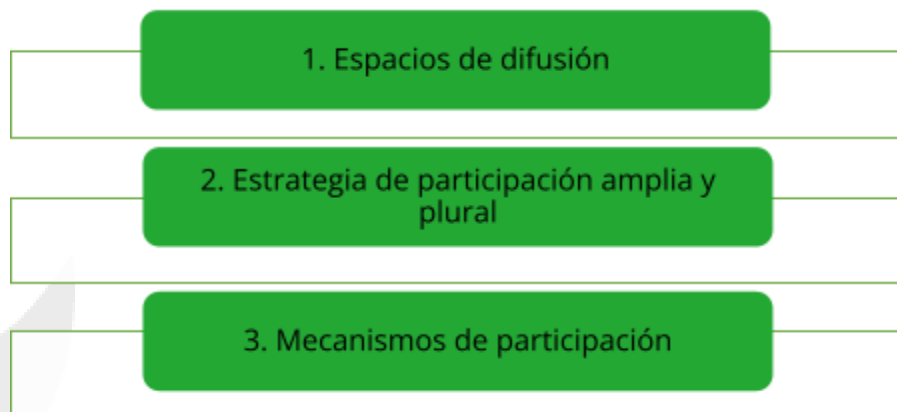 1. Espacios de difusión
2. Estrategia de participación amplia y
plural
3. Mecanismos de participación